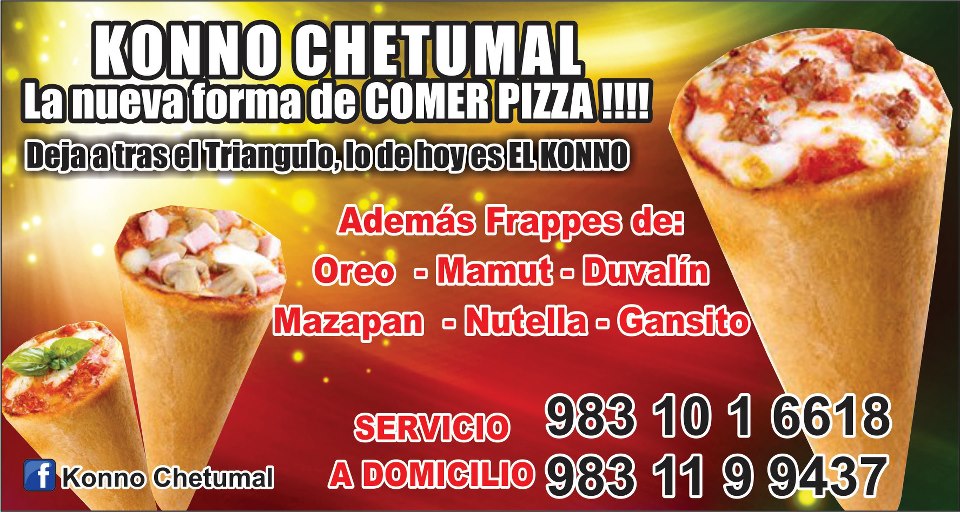 KONNO CHETUMAL
La nueva forma de COMER PIZZA !!!!
Deja a tras el Triangulo, lo de hoy es EL KONNO
Además Frappes de:
Oreo - Mamut - Duvalín
Mazapan - Nutella - Gansito
SERVICIO
A DOMICILIO
983 10 1 6618
983 11 9 9437
f Konno Chetumal